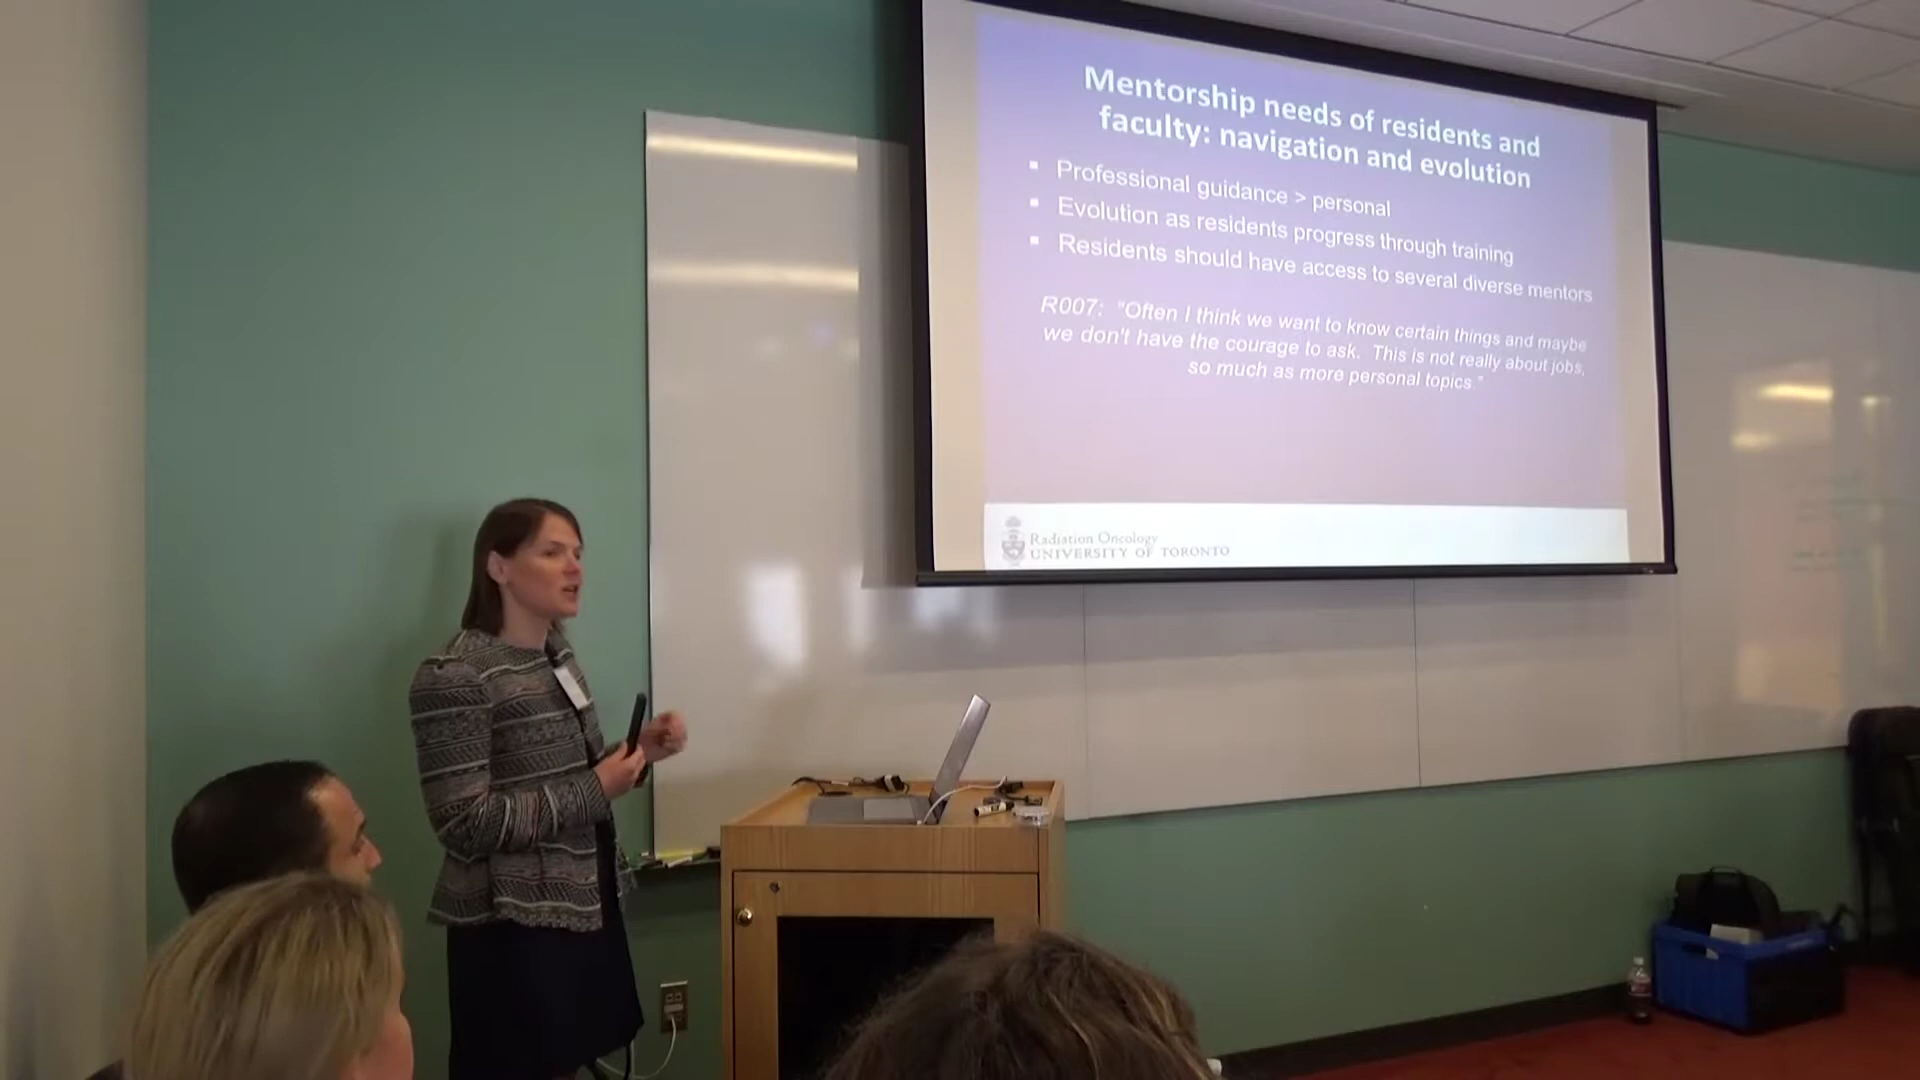 Mentorship needs of residents and
faculty: navigation and evolution
▪ Professional guidance > personal
▪ Evolution as residents progress through training
▪ Residents should have access to several diverse mentors
R007: "Often I think we want to know certain things and maybe
we don't have the courage to ask. This is not really about jobs,
so much as more personal topics."
Radiation Oncology
UNIVERSITY OF TORONTO